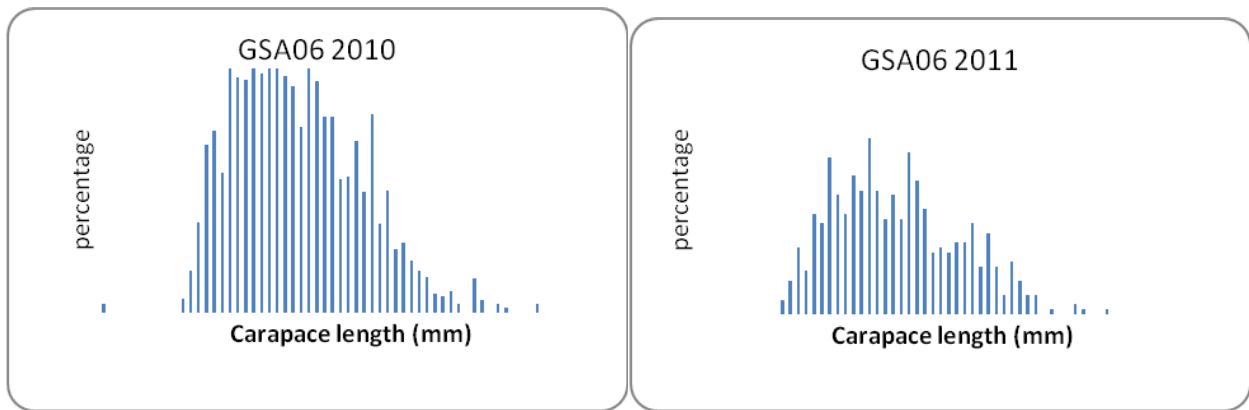 GSA06 2010
percentage
Carapace length (mm)
GSA06 2011
percentage
Carapace length (mm)